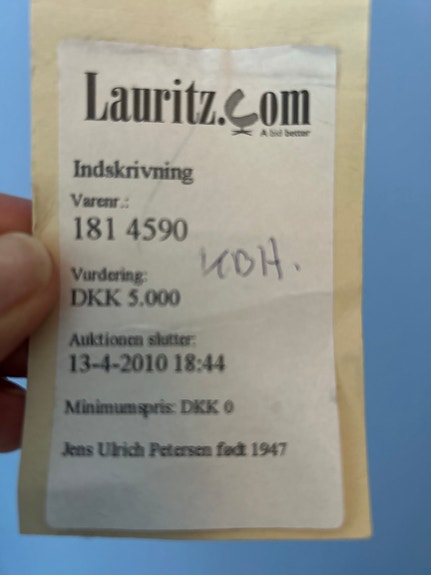 Lauritz.com
A bid better
Indskrivning
Varenr.:
181 4590
KBH.
Vurdering:
DKK 5.000
Auktionen slutter:
13-4-2010 18:44
Minimumspris: DKK 0
Jens Ulrich Petersen født 1947